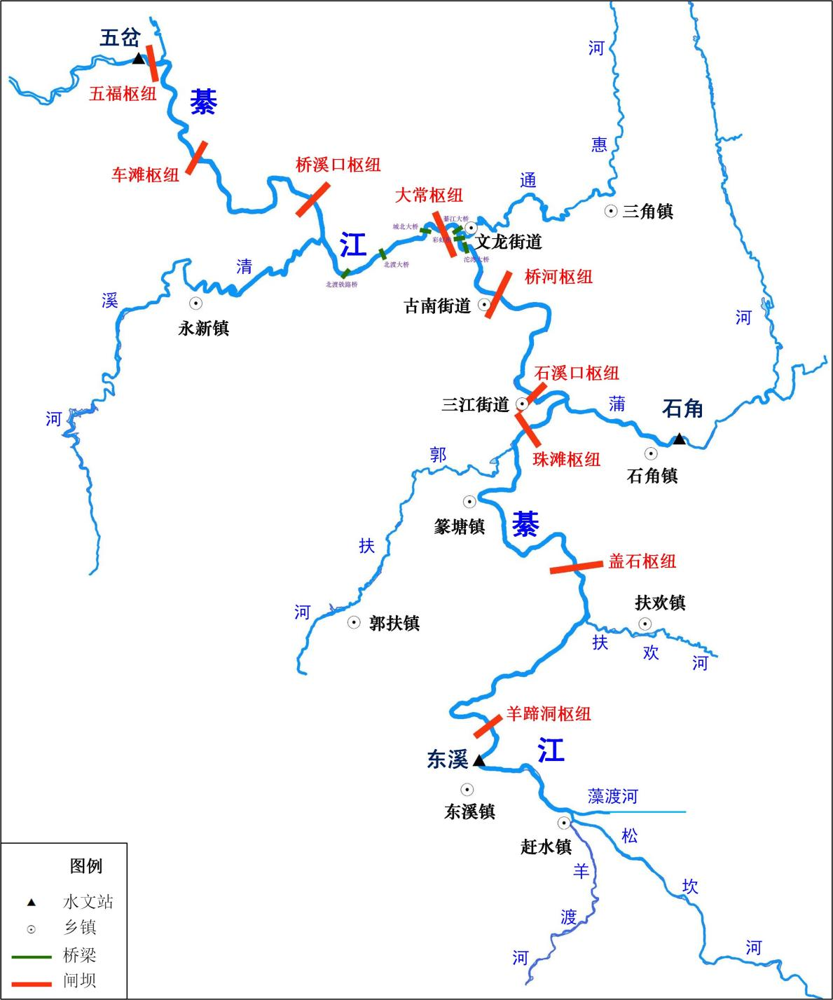 五岔
五福枢纽
綦
车滩枢纽
桥溪口枢纽
大常枢纽
綦江大桥
城北大桥
彩虹桥
沱湾大桥
北渡大桥
北渡铁路桥
江
通
惠
河
三角镇
文龙街道
桥河枢纽
古南街道
清
溪
河
永新镇
石溪口枢纽
三江街道
珠滩枢纽
蒲
河
石角
石角镇
郭
扶
河
郭扶镇
篆塘镇
綦
盖石枢纽
扶欢镇
扶
欢
河
羊蹄洞枢纽
江
东溪
东溪镇
藻渡河
赶水镇
松
坎
河
羊
渡
河
图例
水文站
乡镇
桥梁
闸坝